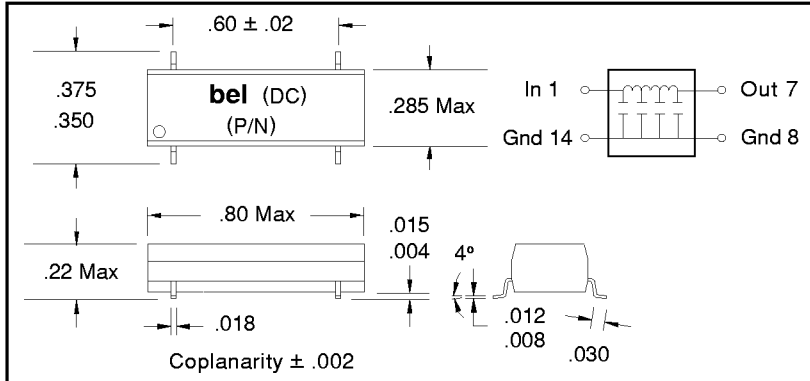 .60 ± .02
.375
.350
bel (DC)
(P/N)
.285 Max
In 1
Out 7
Gnd 14
Gnd 8
.80 Max
.22 Max
.015
.004
.018
4º
.012
.008
.030
Coplanarity ± .002